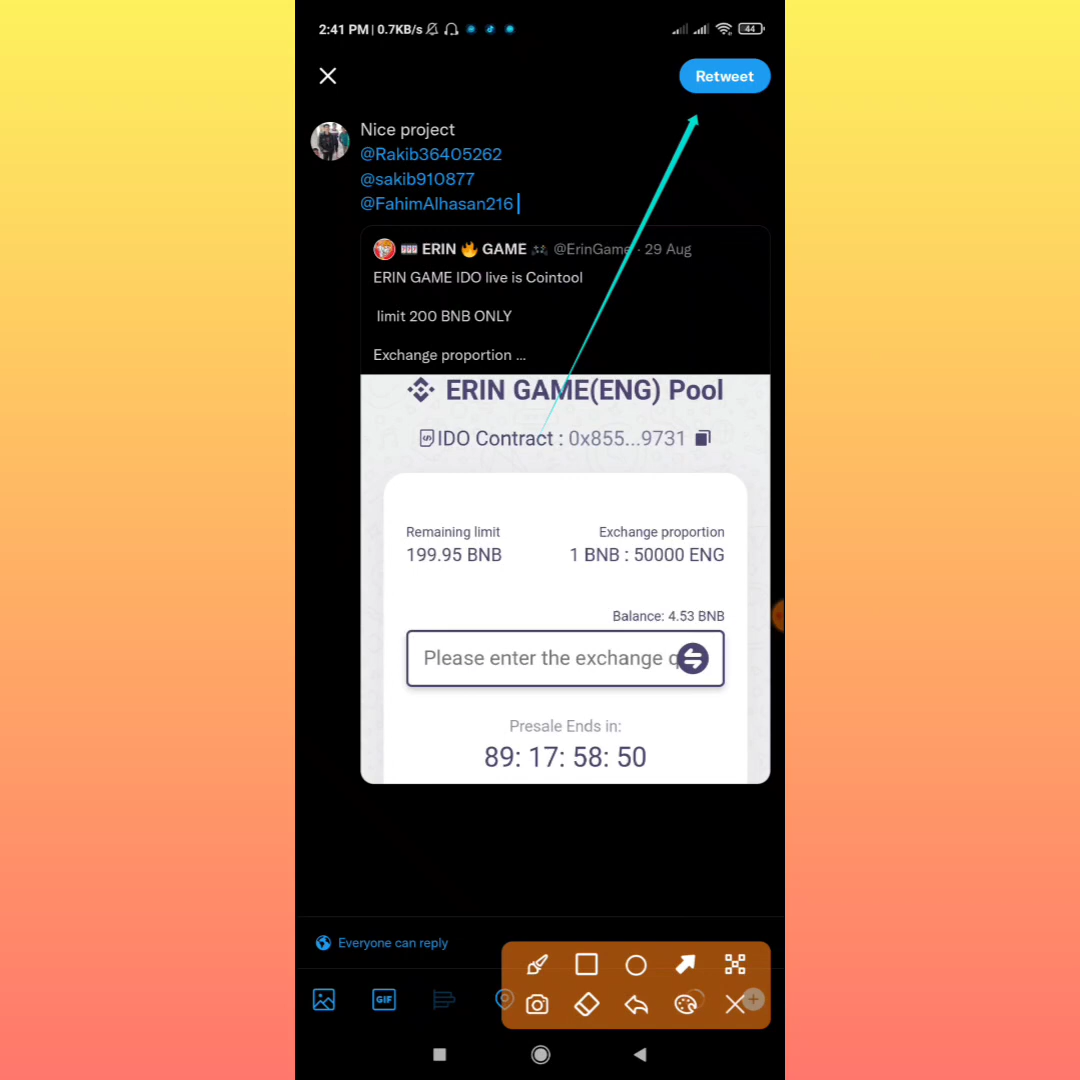 2:41 PM | 0.7KB/s
44
Retweet
Nice project
@Rakib36405262
@sakib910877
@FahimAlhasan216
ERIN 🔥 GAME @ErinGame · 29 Aug
ERIN GAME IDO live is Cointool
limit 200 BNB ONLY
Exchange proportion ...
ERIN GAME(ENG) Pool
IDO Contract : 0x855...9731
Remaining limit
Exchange proportion
199.95 BNB
1 BNB : 50000 ENG
Balance: 4.53 BNB
Please enter the exchange q
Presale Ends in:
89: 17: 58: 50
Everyone can reply
GIF